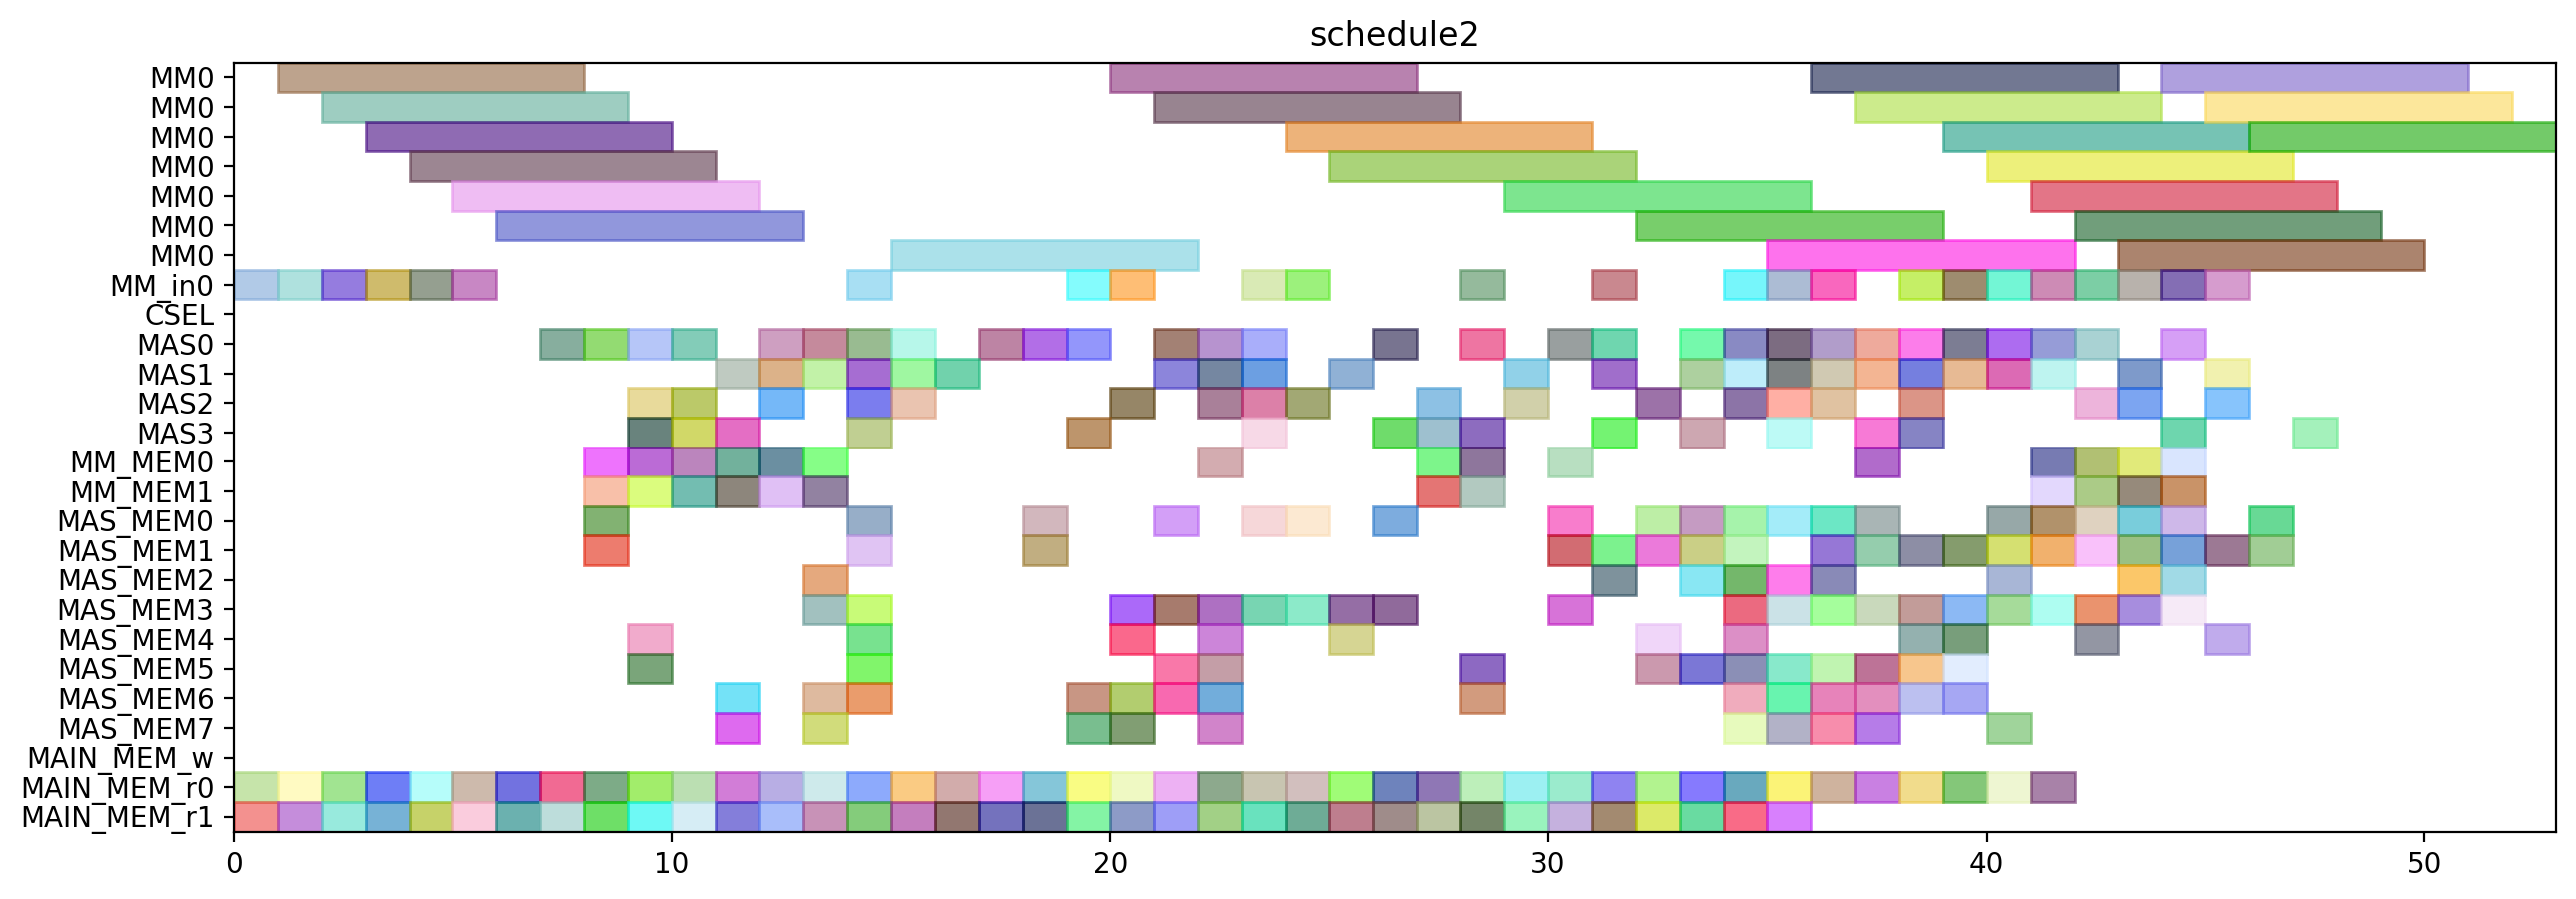 schedule2
MM0
MM0
MM0
MM0
MM0
MM0
MM0
MM_in0
CSEL
MAS0
MAS1
MAS2
MAS3
MM_MEM0
MM_MEM1
MAS_MEM0
MAS_MEM1
MAS_MEM2
MAS_MEM3
MAS_MEM4
MAS_MEM5
MAS_MEM6
MAS_MEM7
MAIN_MEM_w
MAIN_MEM_r0
MAIN_MEM_r1
0 10 20 30 40 50